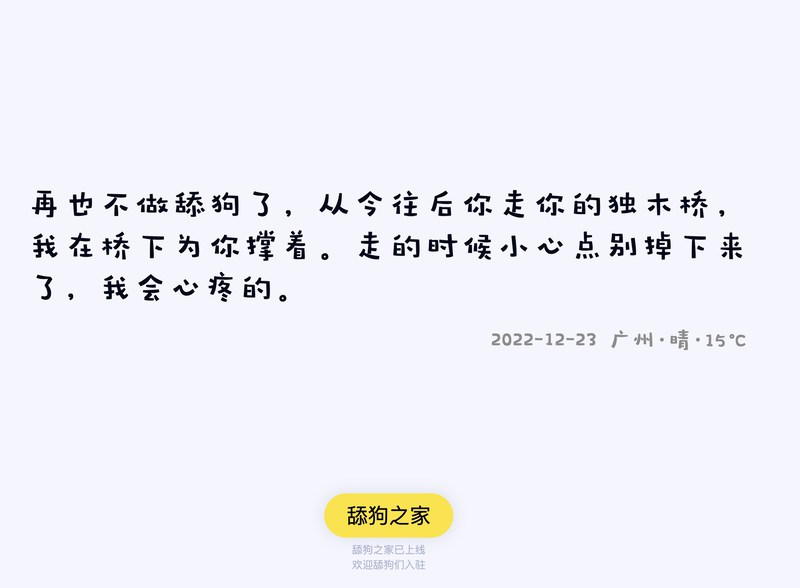 再也不做舔狗了，从今往后你走你的独木桥，
我在桥下为你撑着。走的时候小心点别掉下来
了，我会心疼的。
2022-12-23 广州·晴·15℃
舔狗之家
舔狗之家已上线
欢迎舔狗们入驻